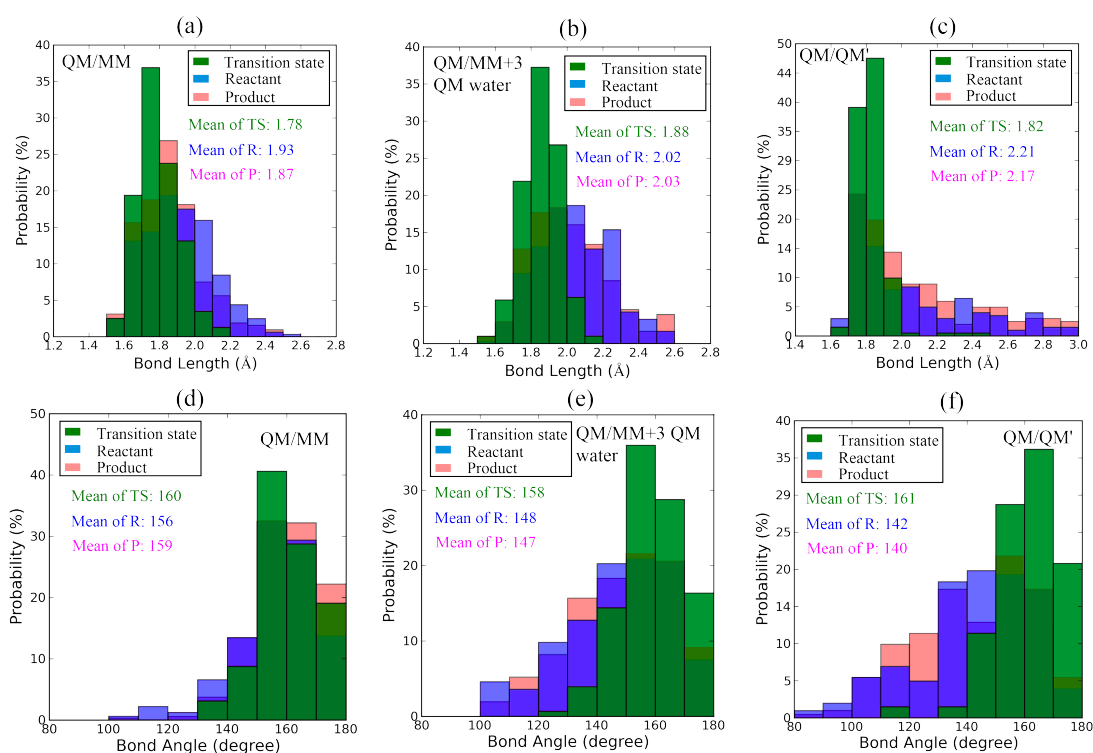 (a)
QM/MM
Transition state
Reactant
Product
Mean of TS: 1.78
Mean of R: 1.93
Mean of P: 1.87
Probability (%)
40
35
30
25
20
15
10
5
0
1.2 1.4 1.6 1.8 2.0 2.2 2.4 2.6 2.8
Bond Length (Å)
(b)
QM/MM+3
QM water
Transition state
Reactant
Product
Mean of TS: 1.88
Mean of R: 2.02
Mean of P: 2.03
Probability (%)
40
35
30
25
20
15
10
5
0
1.2 1.4 1.6 1.8 2.0 2.2 2.4 2.6 2.8
Bond Length (Å)
(c)
QM/QM'
Transition state
Reactant
Product
Mean of TS: 1.82
Mean of R: 2.21
Mean of P: 2.17
Probability (%)
50
44
50
29
50
15
50
5
0
1.4 1.6 1.8 2.0 2.2 2.4 2.6 2.8 3.0
Bond Length (Å)
(d)
QM/MM
Transition state
Reactant
Product
Mean of TS: 160
Mean of R: 156
Mean of P: 159
Probability (%)
50
40
30
20
10
0
80 100 120 140 160 180
Bond Angle (degree)
(e)
QM/MM+3 QM
water
Transition state
Reactant
Product
Mean of TS: 158
Mean of R: 148
Mean of P: 147
Probability (%)
40
30
20
10
0
80 100 120 140 160 180
Bond Angle (degree)
(f)
QM/QM'
Transition state
Reactant
Product
Mean of TS: 161
Mean of R: 142
Mean of P: 140
Probability (%)
40
35
29
25
20
14
10
5
0
80 100 120 140 160 180
Bond Angle (degree)